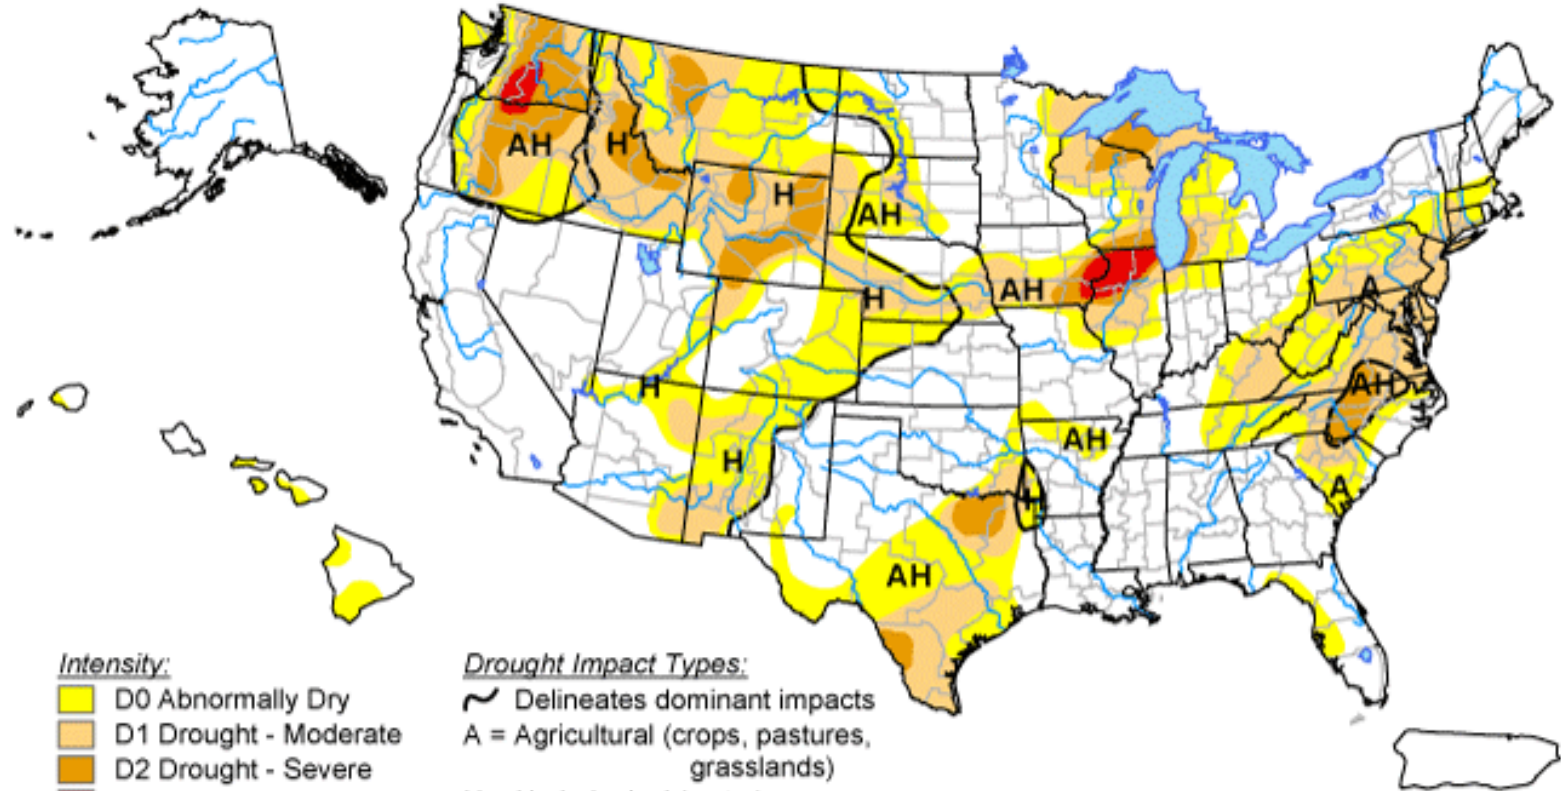 AH
H
H
AH
AH
H
H
H
AH
H
AH
A
AH
A
Intensity:
D0 Abnormally Dry
D1 Drought - Moderate
D2 Drought - Severe
Drought Impact Types:
Delineates dominant impacts
A = Agricultural (crops, pastures,
grasslands)